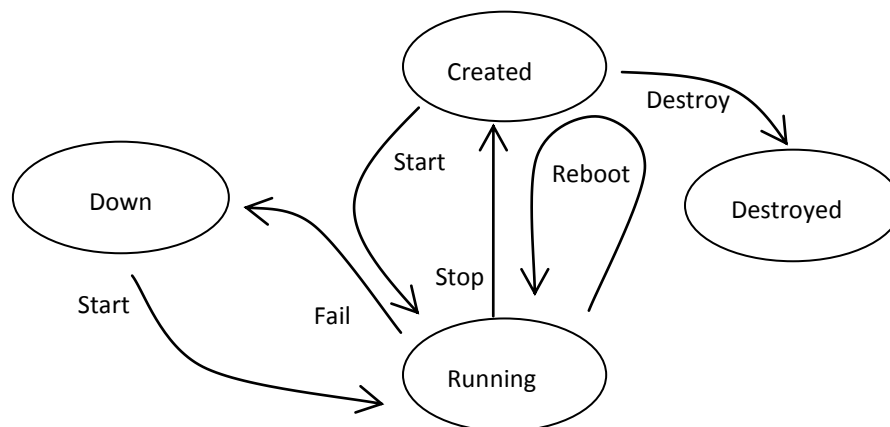 Created
Destroy
Start
Reboot
Down
Destroyed
Stop
Start
Fail
Running